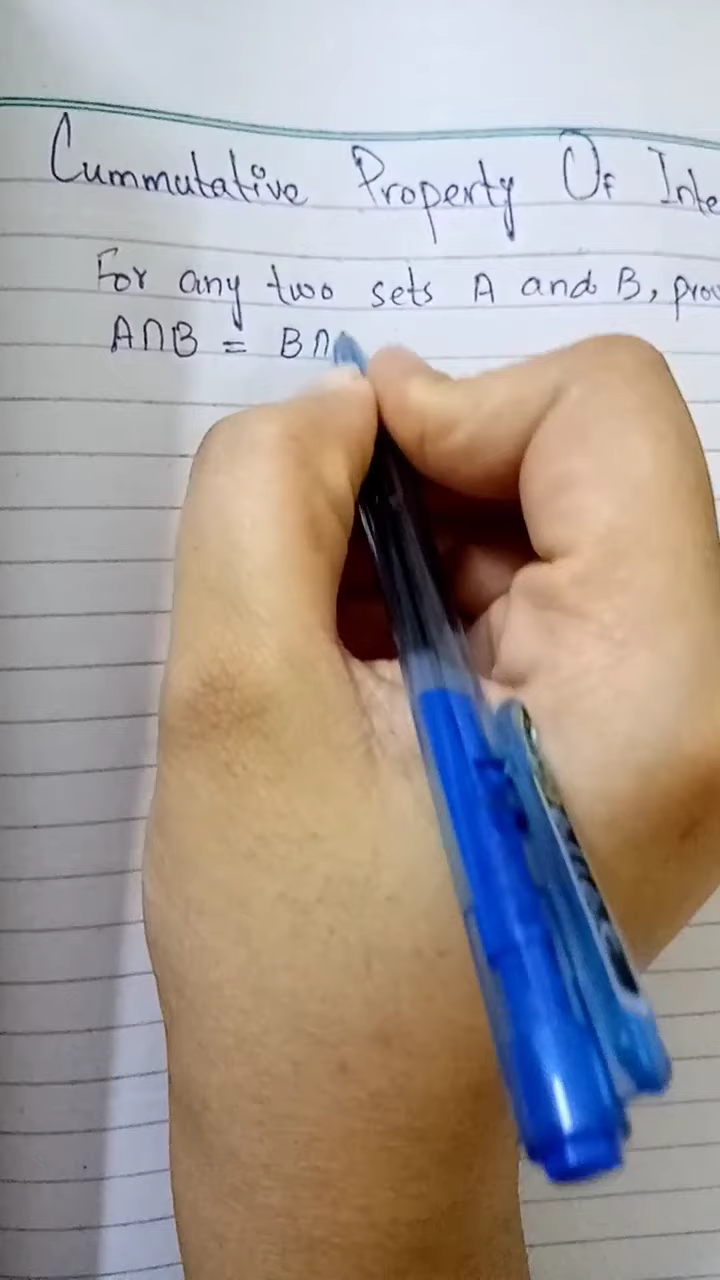 Cummutative Property Of Inte
For any two sets A and B, prov
A∩B = B∩